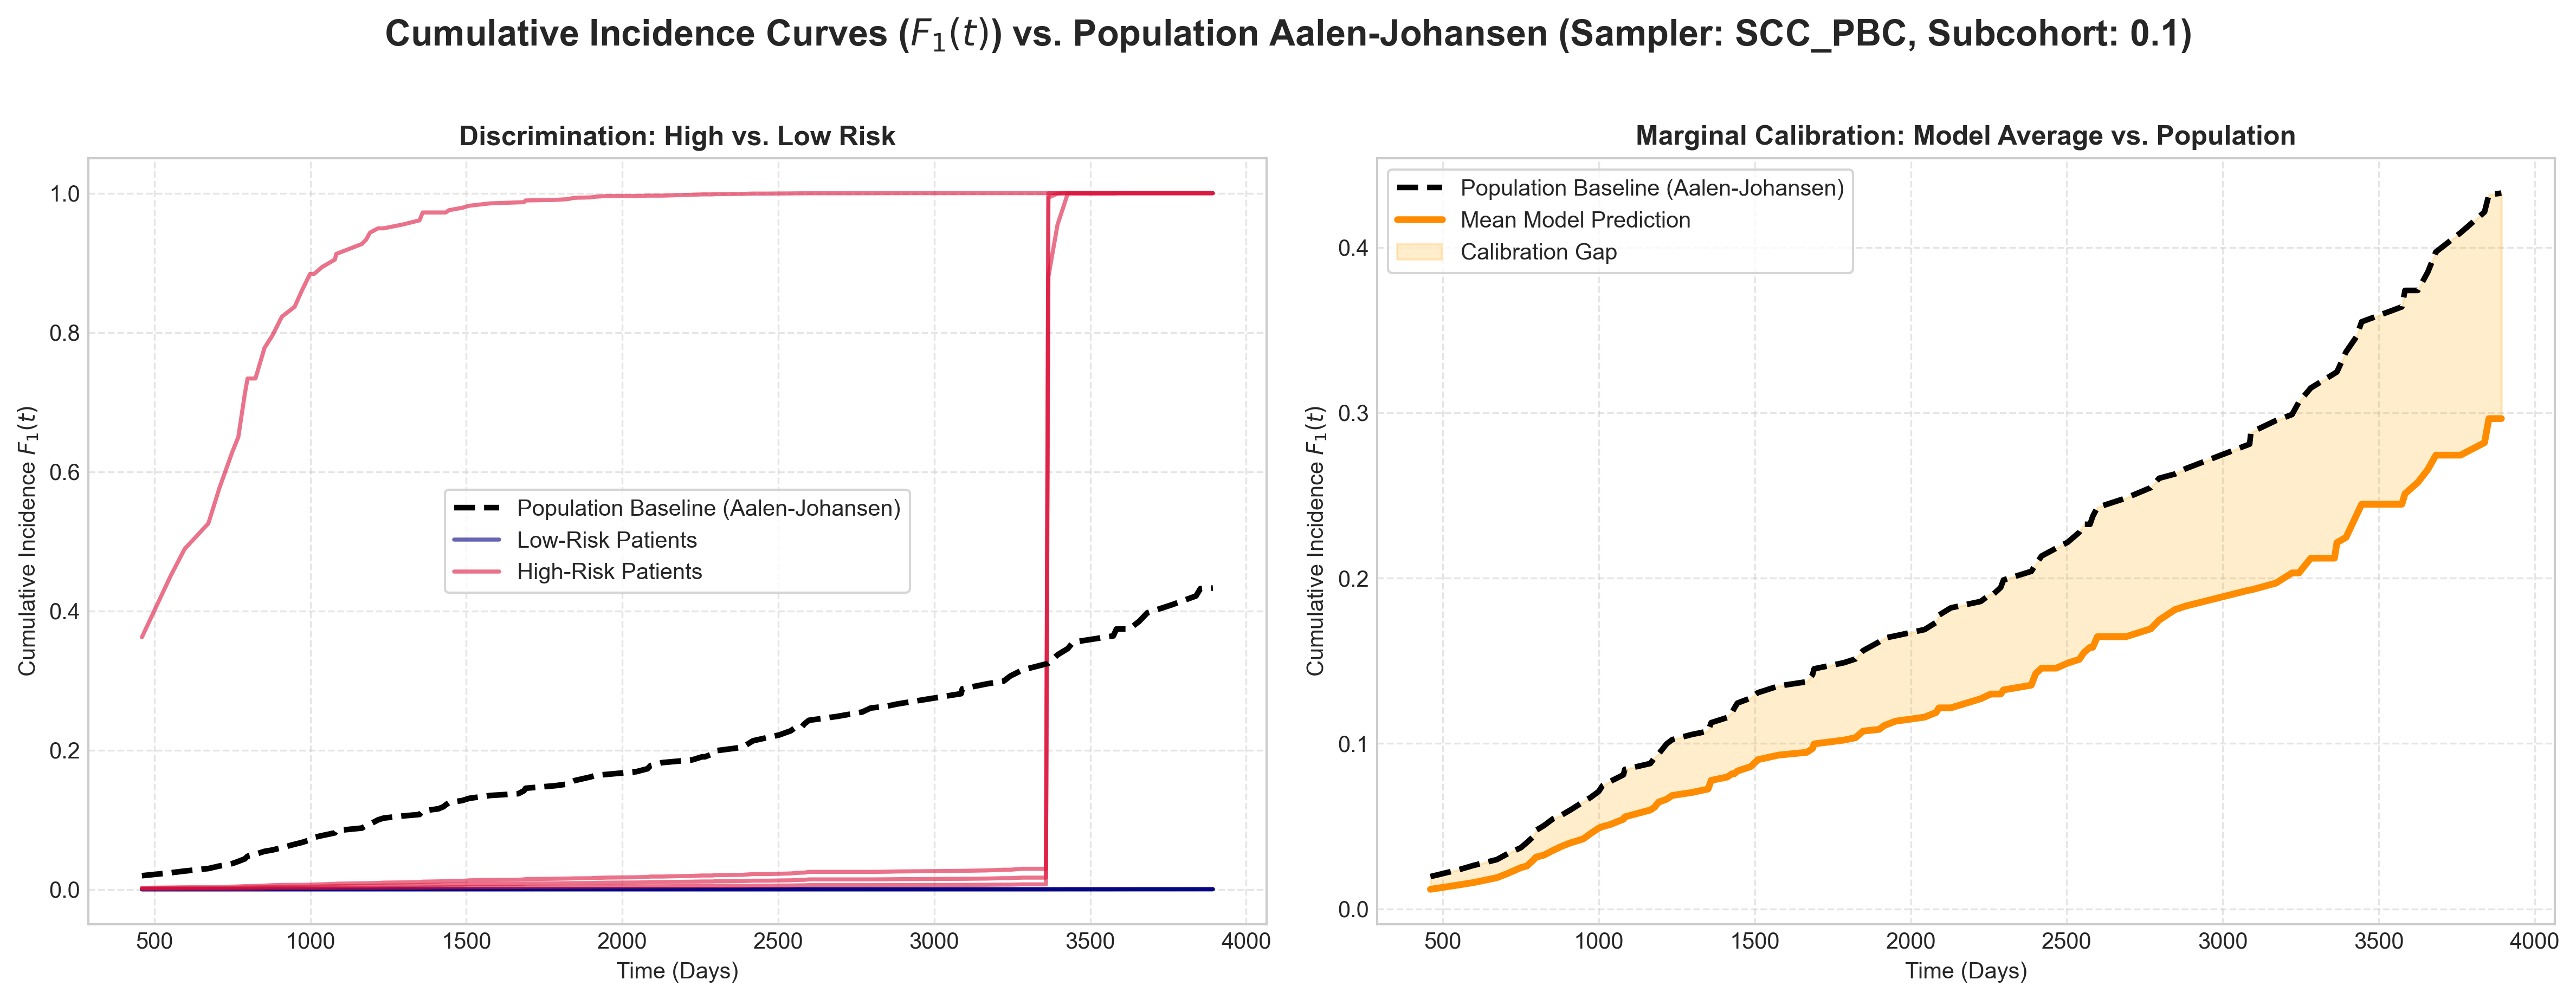 Cumulative Incidence Curves (F₁(t)) vs. Population Aalen-Johansen (Sampler: SCC_PBC, Subcohort: 0.1)
Discrimination: High vs. Low Risk
Cumulative Incidence F₁(t)
1.0
0.8
0.6
0.4
0.2
0.0
Population Baseline (Aalen-Johansen)
Low-Risk Patients
High-Risk Patients
500 1000 1500 2000 2500 3000 3500 4000
Time (Days)
Marginal Calibration: Model Average vs. Population
Cumulative Incidence F₁(t)
0.4
0.3
0.2
0.1
0.0
Population Baseline (Aalen-Johansen)
Mean Model Prediction
Calibration Gap
500 1000 1500 2000 2500 3000 3500 4000
Time (Days)